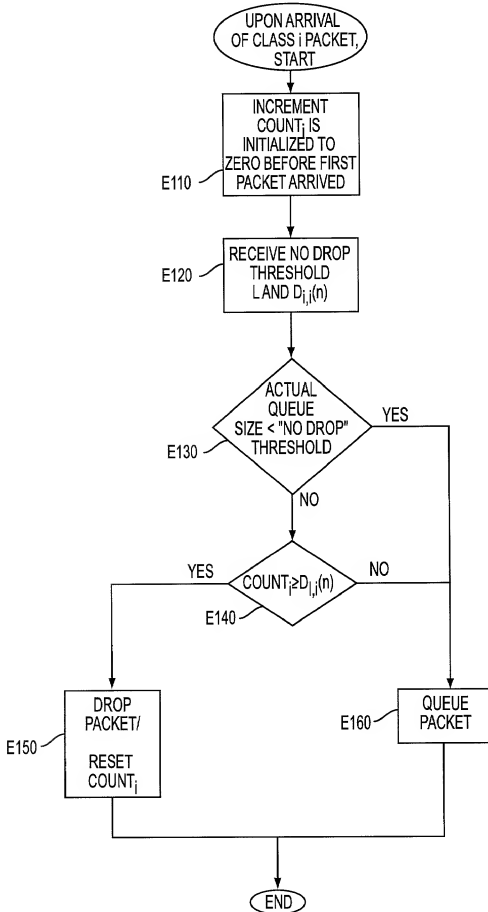 UPON ARRIVAL
OF CLASS i PACKET,
START
INCREMENT
COUNTi IS
INITIALIZED TO
ZERO BEFORE FIRST
PACKET ARRIVED
E110
RECEIVE NO DROP
THRESHOLD
L AND Di,i(n)
E120
ACTUAL
QUEUE
SIZE < "NO DROP"
THRESHOLD
YES
E130
NO
YES
COUNTi≥Dl,i(n)
NO
E140
DROP
PACKET/
RESET
COUNTi
E150
QUEUE
PACKET
E160
END